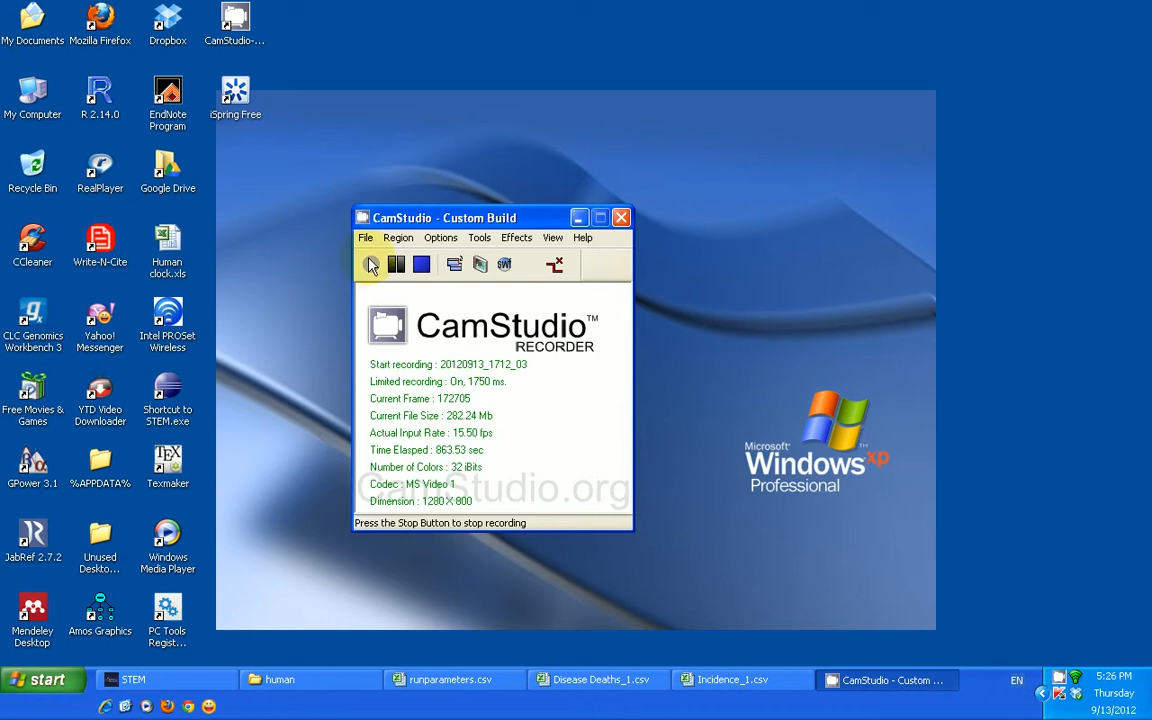 My Documents
Mozilla Firefox
Dropbox
CamStudio-...
My Computer
R 2.14.0
EndNote
Program
iSpring Free
Recycle Bin
RealPlayer
Google Drive
CCleaner
Write-N-Cite
Human
clock.xls
CLC Genomics
Workbench 3
Yahoo!
Messenger
Intel PROSet
Wireless
Free Movies &
Games
YTD Video
Downloader
Shortcut to
STEM.exe
GPower 3.1
%APPDATA%
Texmaker
JabRef 2.7.2
Unused
Deskto...
Windows
Media Player
Mendeley
Desktop
Amos Graphics
PC Tools
Regist...
CamStudio - Custom Build
File Region Options Tools Effects View Help
CamStudio™
RECORDER
Start recording : 20120913_1712_03
Limited recording : On, 1750 ms.
Current Frame : 172705
Current File Size : 282.24 Mb
Actual Input Rate : 15.50 fps
Time Elasped : 863.53 sec
Number of Colors : 32 iBits
Codec : MS Video 1
CamStudio.org
Dimension : 1280 X 800
Press the Stop Button to stop recording
Microsoft®
Windows xp
Professional
start
STEM
human
runparameters.csv
Disease Deaths_1.csv
Incidence_1.csv
CamStudio - Custom ...
EN
5:26 PM
Thursday
9/13/2012